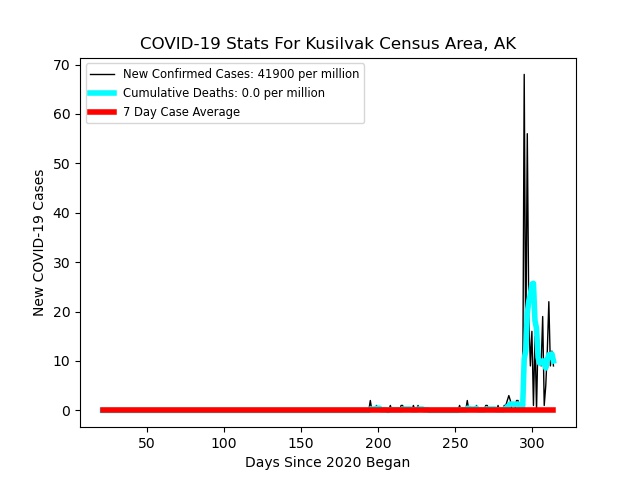 COVID-19 Stats For Kusilvak Census Area, AK
New Confirmed Cases: 41900 per million
Cumulative Deaths: 0.0 per million
7 Day Case Average
New COVID-19 Cases
70
60
50
40
30
20
10
0
50 100 150 200 250 300
Days Since 2020 Began